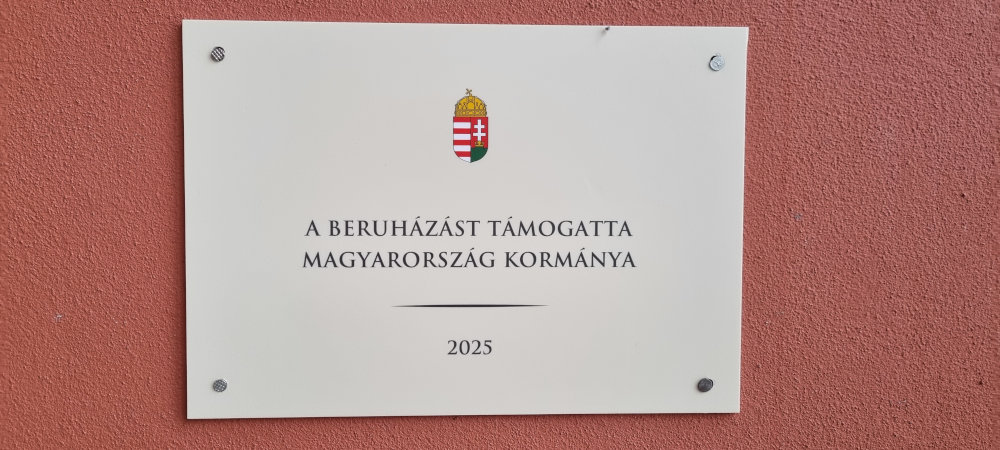 A BERUHÁZÁST TÁMOGATTA
MAGYARORSZÁG KORMÁNYA
2025